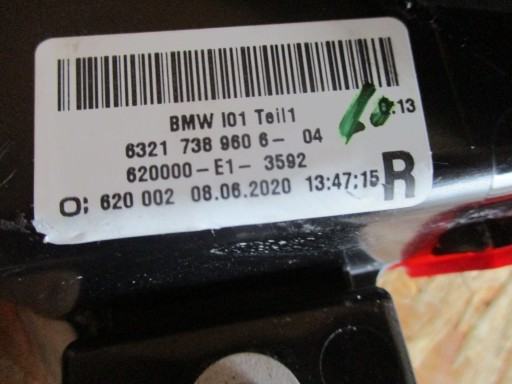 BMW I01 Teil1
6321 738 960 6- 04
620000-E1- 3592
O; 620 002 08.06.2020 13:47:15 R